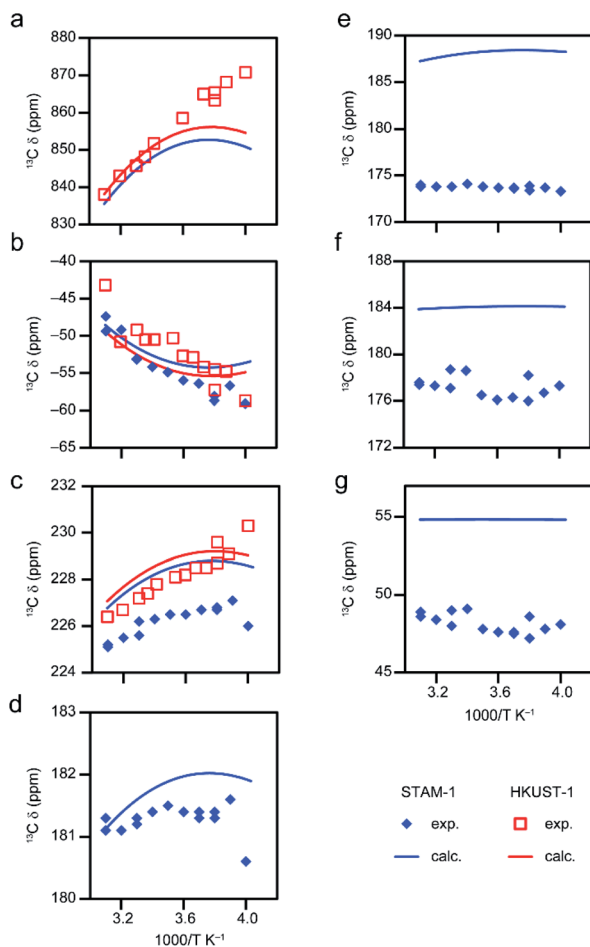 a
880
870
860
850
840
830
¹³C δ (ppm)
b
−40
−45
−50
−55
−60
−65
¹³C δ (ppm)
c
232
230
228
226
224
¹³C δ (ppm)
d
183
182
181
180
¹³C δ (ppm)
3.2 3.6 4.0
1000/T K⁻¹
e
190
185
180
175
170
¹³C δ (ppm)
f
188
184
180
176
172
¹³C δ (ppm)
g
55
50
45
¹³C δ (ppm)
3.2 3.6 4.0
1000/T K⁻¹
STAM-1 HKUST-1
exp. exp.
calc. calc.